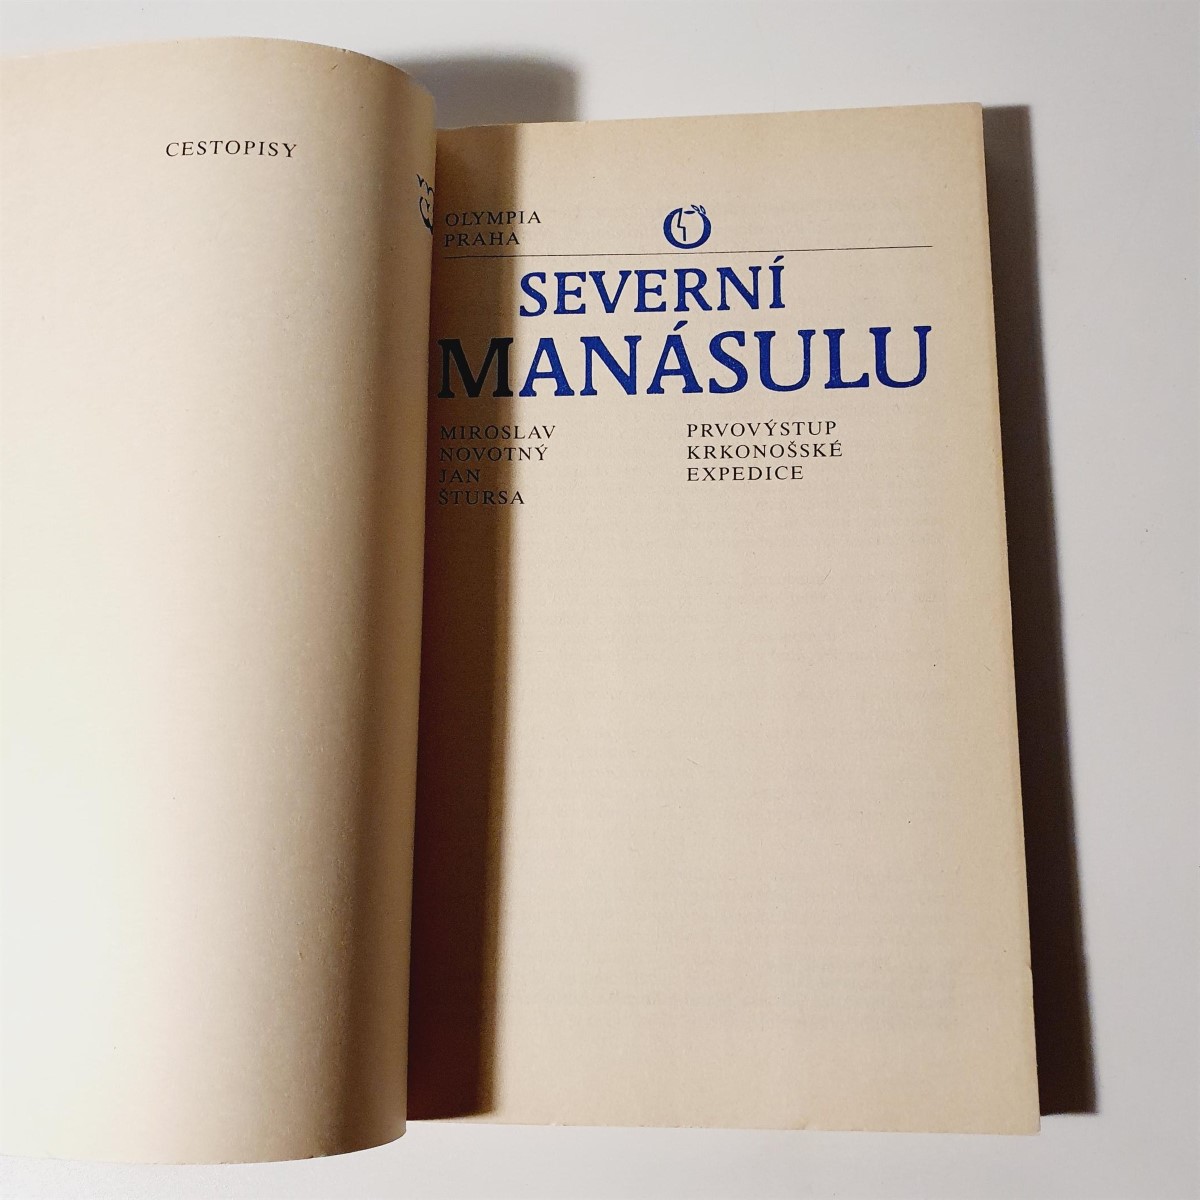 CESTOPISY
OLYMPIA
PRAHA
SEVERNÍ
MANÁSULU
MIROSLAV
NOVOTNÝ
JAN
ŠTURSA
PRVOVÝSTUP
KRKONOŠSKÉ
EXPEDICE